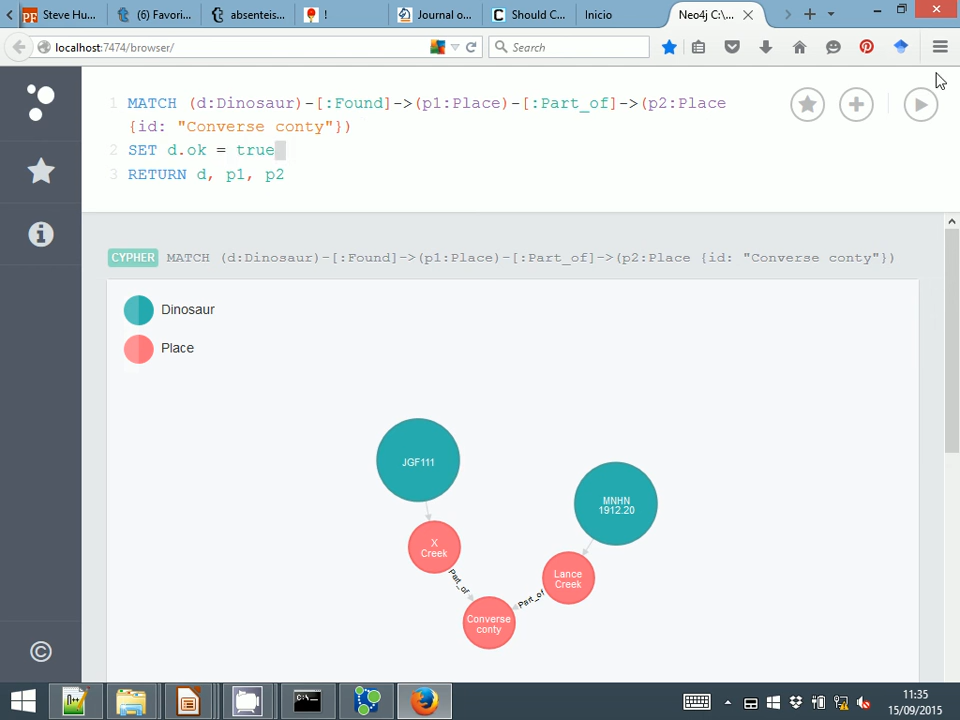 Steve Hu...
(6) Favori...
absenteis...
!
Journal o...
Should C...
Inicio
Neo4j C:\...
localhost:7474/browser/
Search
1 MATCH (d:Dinosaur)-[:Found]->(p1:Place)-[:Part_of]->(p2:Place
{id: "Converse conty"})
2 SET d.ok = true
3 RETURN d, p1, p2
CYPHER MATCH (d:Dinosaur)-[:Found]->(p1:Place)-[:Part_of]->(p2:Place {id: "Converse conty"})
Dinosaur
Place
JGF111
MNHN
1912.20
X
Creek
Lance
Creek
Part_of
Part_of
Converse
conty
11:35
15/09/2015